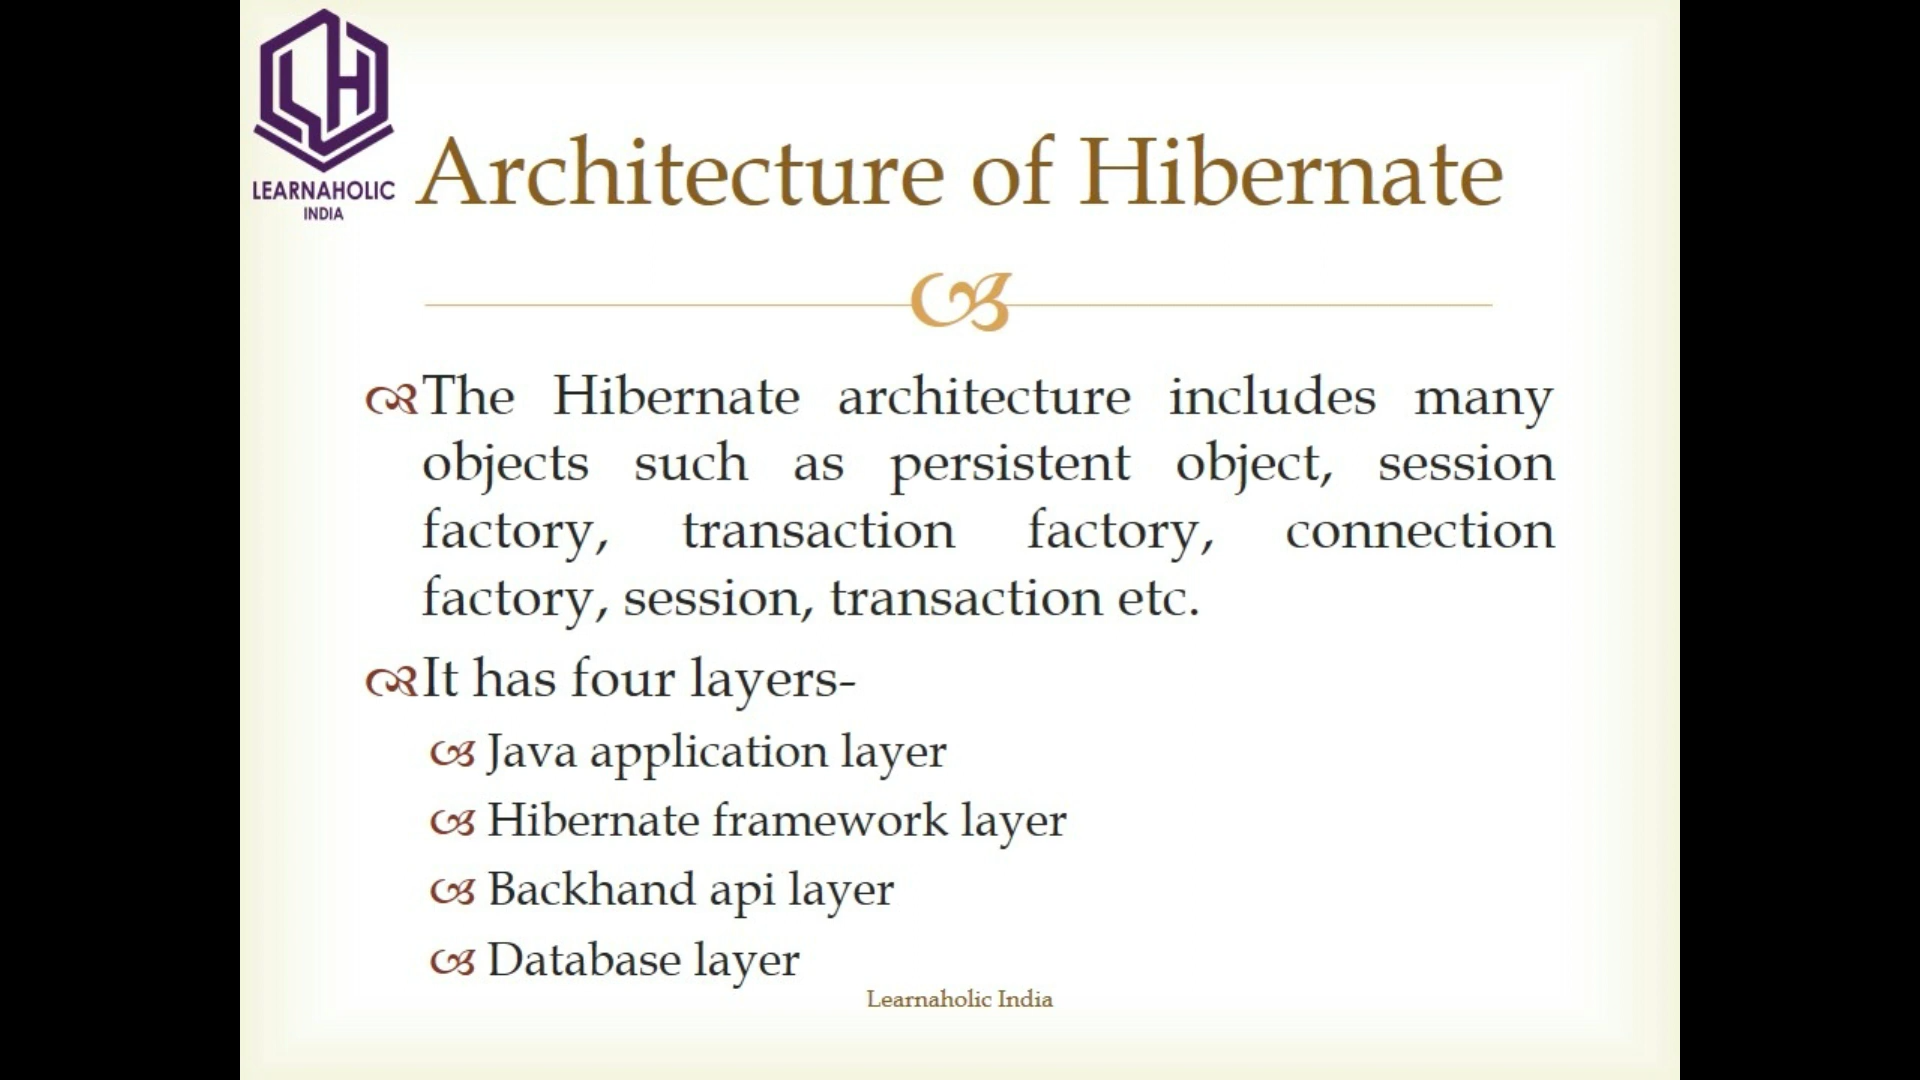 LEARNAHOLIC
INDIA
Architecture of Hibernate
The Hibernate architecture includes many
objects such as persistent object, session
factory, transaction factory, connection
factory, session, transaction etc.
It has four layers-
Java application layer
Hibernate framework layer
Backhand api layer
Database layer
Learnaholic India